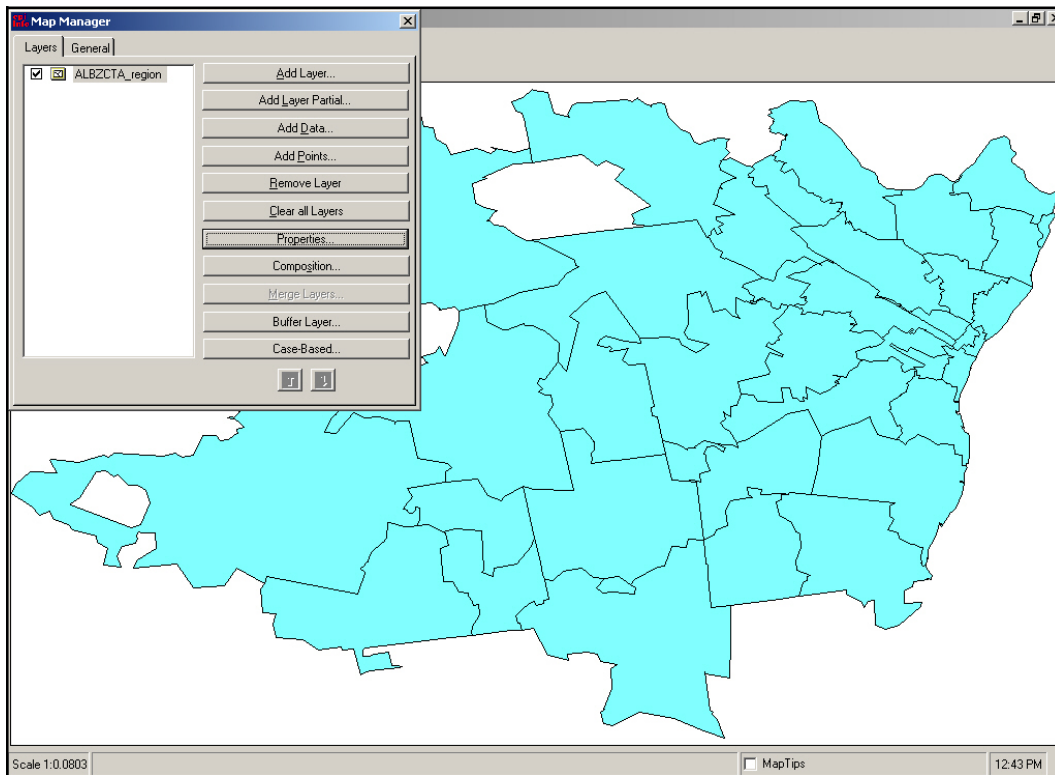 Map Manager
Layers General
ALBZCTA_region
Add Layer...
Add Layer Partial...
Add Data...
Add Points...
Remove Layer
Clear all Layers
Properties...
Composition...
Merge Layers...
Buffer Layer...
Case-Based...
Scale 1:0.0803 MapTips 12:43 PM